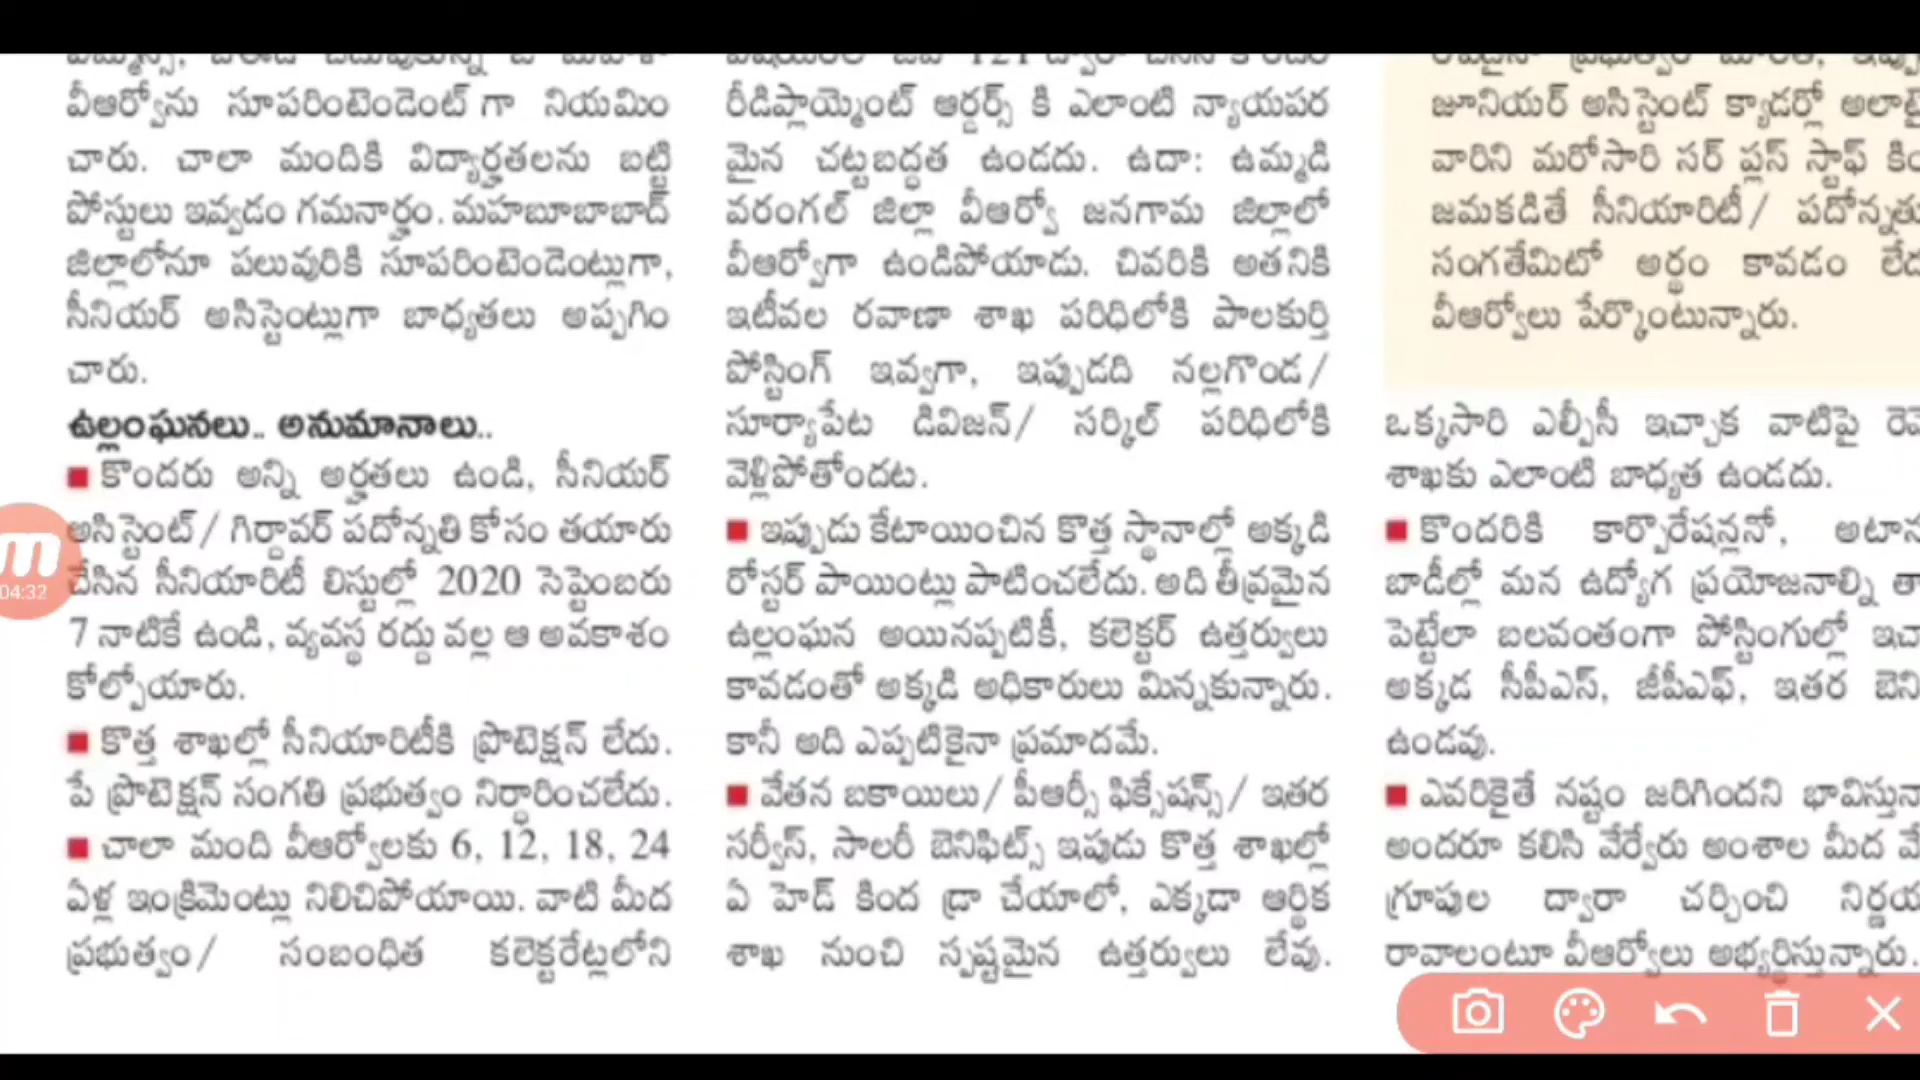 వీఆర్వోను సూపరింటెండెంట్ గా నియమిం
చారు. చాలా మందికి విద్యార్హతలను బట్టి
పోస్టులు ఇవ్వడం గమనార్హం. మహబూబాబాద్
జిల్లాలోనూ పలువురికి సూపరింటెండెంట్లుగా,
సీనియర్ అసిస్టెంట్లుగా బాధ్యతలు అప్పగిం
చారు.
ఉల్లంఘనలు.. అనుమానాలు..
■ కొందరు అన్ని అర్హతలు ఉండి, సీనియర్
అసిస్టెంట్/ గిర్దావర్ పదోన్నతి కోసం తయారు
చేసిన సీనియారిటీ లిస్టుల్లో 2020 సెప్టెంబరు
7 నాటికే ఉండి, వ్యవస్థ రద్దు వల్ల ఆ అవకాశం
కోల్పోయారు.
■ కొత్త శాఖల్లో సీనియారిటీకి ప్రొటెక్షన్ లేదు.
పే ప్రొటెక్షన్ సంగతి ప్రభుత్వం నిర్ధారించలేదు.
■ చాలా మంది వీఆర్వోలకు 6, 12, 18, 24
ఏళ్ల ఇంక్రిమెంట్లు నిలిచిపోయాయి. వాటి మీద
ప్రభుత్వం/ సంబంధిత కలెక్టరేట్లలోని
రీడిప్లాయ్మెంట్ ఆర్డర్స్ కి ఎలాంటి న్యాయపర
మైన చట్టబద్ధత ఉండదు. ఉదా: ఉమ్మడి
వరంగల్ జిల్లా వీఆర్వో జనగామ జిల్లాలో
వీఆర్వోగా ఉండిపోయాడు. చివరికి అతనికి
ఇటీవల రవాణా శాఖ పరిధిలోకి పాలకుర్తి
పోస్టింగ్ ఇవ్వగా, ఇప్పుడది నల్లగొండ/
సూర్యాపేట డివిజన్/ సర్కిల్ పరిధిలోకి
వెళ్లిపోతోందట.
■ ఇప్పుడు కేటాయించిన కొత్త స్థానాల్లో అక్కడి
రోస్టర్ పాయింట్లు పాటించలేదు. అది తీవ్రమైన
ఉల్లంఘన అయినప్పటికీ, కలెక్టర్ ఉత్తర్వులు
కావడంతో అక్కడి అధికారులు మిన్నకున్నారు.
కానీ అది ఎప్పటికైనా ప్రమాదమే.
■ వేతన బకాయిలు/ పీఆర్సీ ఫిక్సేషన్స్/ ఇతర
సర్వీస్, సాలరీ బెనిఫిట్స్ ఇపుడు కొత్త శాఖల్లో
ఏ హెడ్ కింద డ్రా చేయాలో, ఎక్కడా ఆర్థిక
శాఖ నుంచి స్పష్టమైన ఉత్తర్వులు లేవు.
జూనియర్ అసిస్టెంట్ క్యాడర్లో
వారిని మరోసారి సర్ ప్లస్ స్టాఫ్
జమకడితే సీనియారిటీ/
సంగతేమిటో అర్థం కావడం
వీఆర్వోలు పేర్కొంటున్నారు.
ఒక్కసారి ఎల్పీసీ ఇచ్చాక వాటిపై
శాఖకు ఎలాంటి బాధ్యత ఉండదు.
■ కొందరికి కార్పొరేషన్లనో,
బాడీల్లో మన ఉద్యోగ ప్రయోజనాల్ని
పెట్టేలా బలవంతంగా పోస్టింగుల్లో
అక్కడ సీపీఎస్, జీపీఎఫ్, ఇతర
ఉండవు.
■ ఎవరికైతే నష్టం జరిగిందని
అందరూ కలిసి వేర్వేరు అంశాల మీద
గ్రూపుల ద్వారా చర్చించి
రావాలంటూ వీఆర్వోలు అభ్యర్థిస్తున్నారు.
04:32